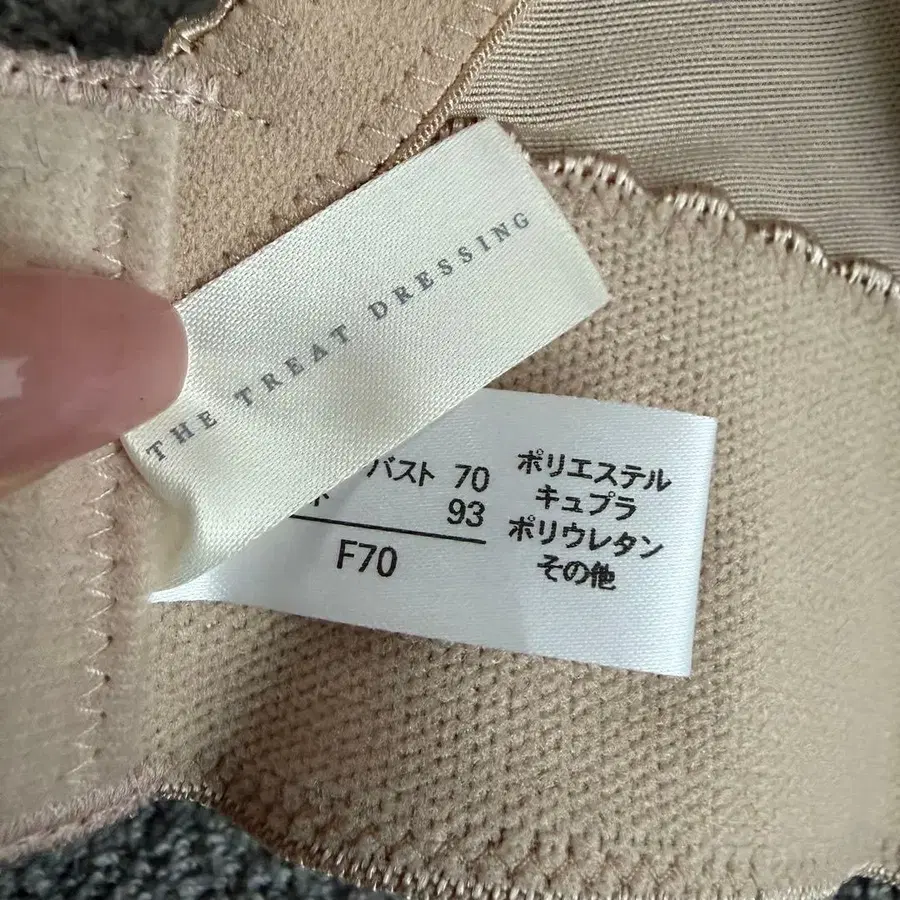 THE TREAT DRESSING
バスト 70
ト 93
F70
ポリエステル
キュプラ
ポリウレタン
その他